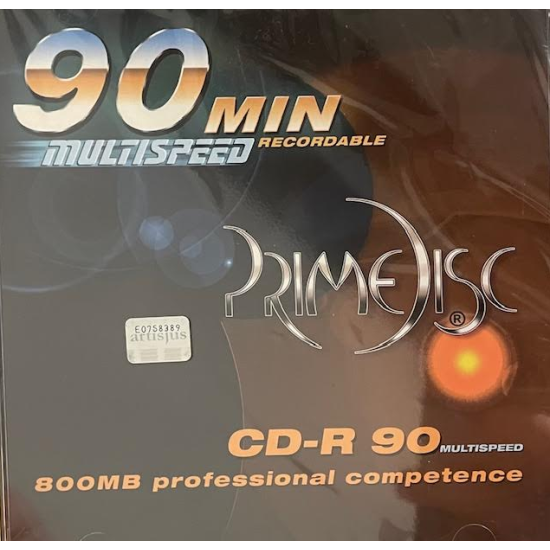 90 MIN
MULTISPEED RECORDABLE
PRIMEDISC ®
E0758389
artisjus
CD-R 90 MULTISPEED
800MB professional competence